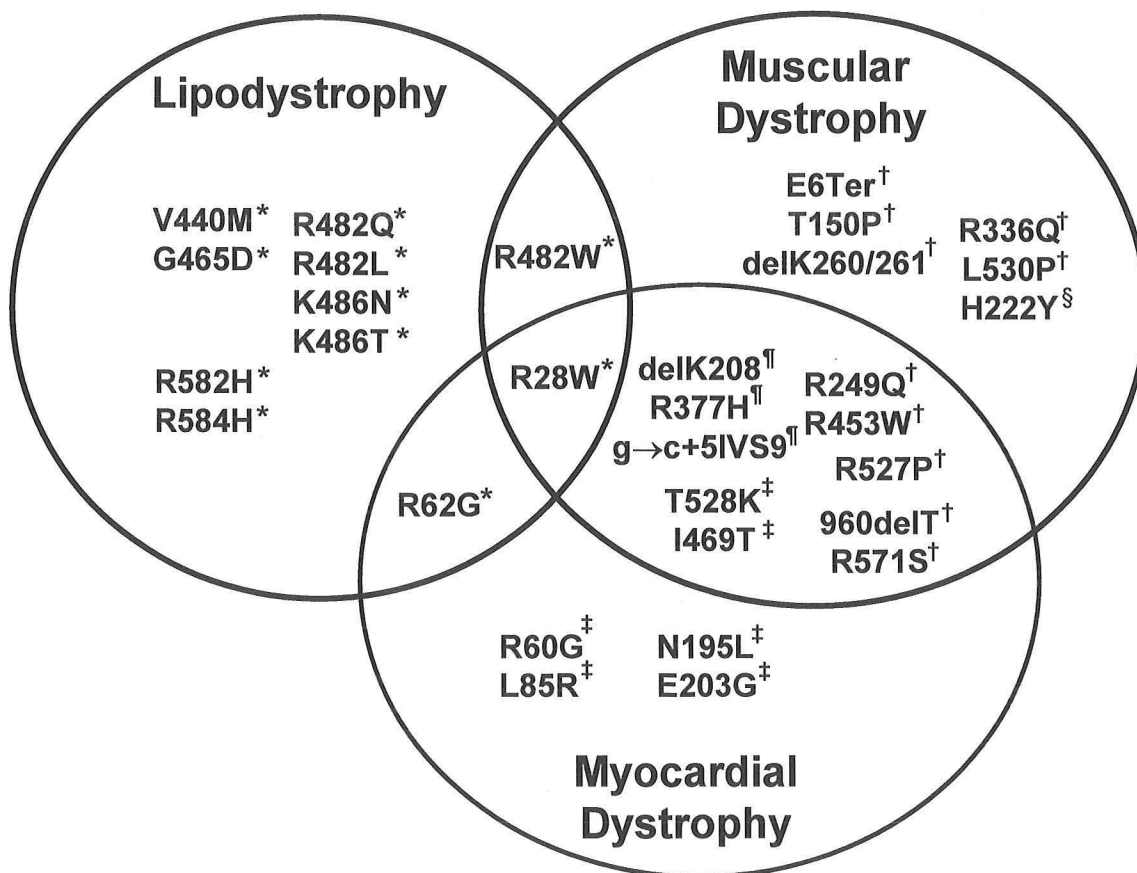 Lipodystrophy
Muscular
Dystrophy
V440M*
G465D*
R482Q*
R482L*
K486N*
K486T*
R582H*
R584H*
R482W*
E6Ter†
T150P†
delK260/261†
R336Q†
L530P†
H222Y§
R28W*
delK208¶
R377H¶
g→c+5IVS9¶
T528K‡
I469T‡
R249Q†
R453W†
R527P†
960delT†
R571S†
R62G*
R60G‡
L85R‡
N195L‡
E203G‡
Myocardial
Dystrophy